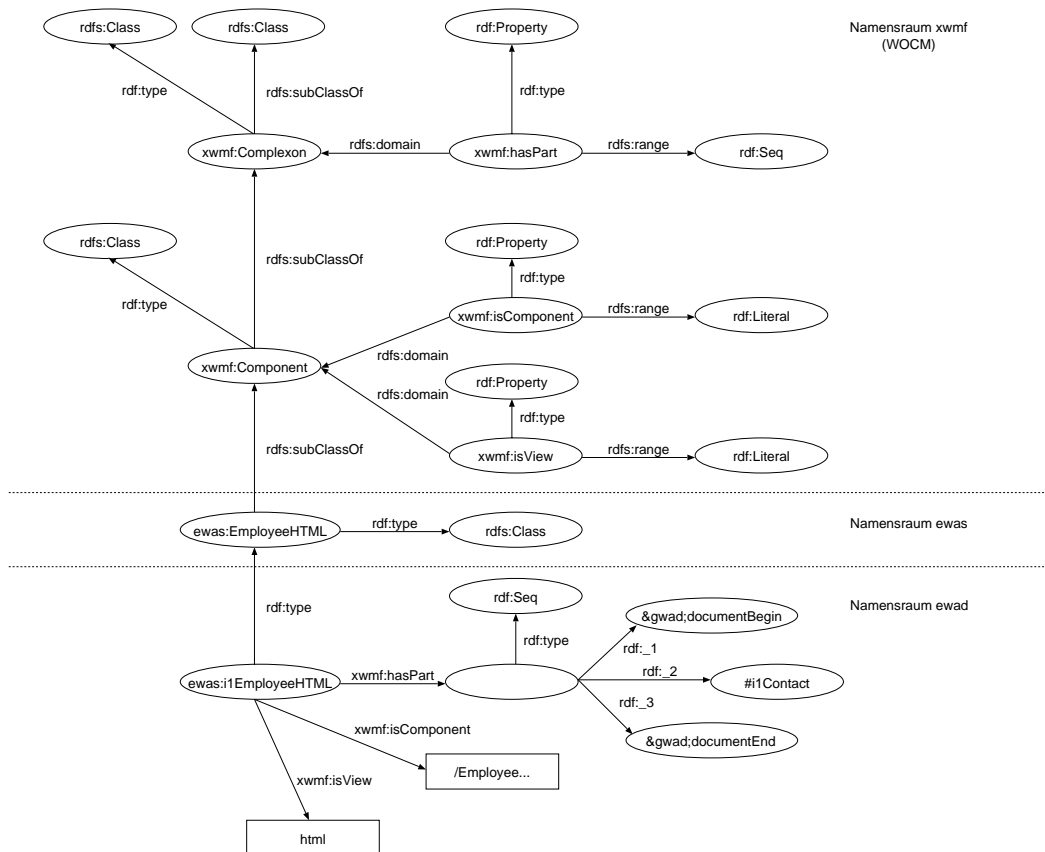 rdfs:Class
rdfs:Class
rdf:Property
Namensraum xwmf
(WOCM)
rdf:type
rdfs:subClassOf
rdf:type
xwmf:Complexon
rdfs:domain
xwmf:hasPart
rdfs:range
rdf:Seq
rdfs:Class
rdfs:subClassOf
rdf:Property
rdf:type
rdf:type
xwmf:isComponent
rdfs:range
rdf:Literal
rdfs:domain
xwmf:Component
rdfs:domain
rdf:Property
rdf:type
rdfs:subClassOf
xwmf:isView
rdfs:range
rdf:Literal
ewas:EmployeeHTML
rdf:type
rdfs:Class
Namensraum ewas
rdf:type
rdf:Seq
rdf:type
&gwad;documentBegin
Namensraum ewad
rdf:_1
ewas:i1EmployeeHTML
xwmf:hasPart
rdf:_2
#i1Contact
rdf:_3
&gwad;documentEnd
xwmf:isComponent
/Employee...
xwmf:isView
html